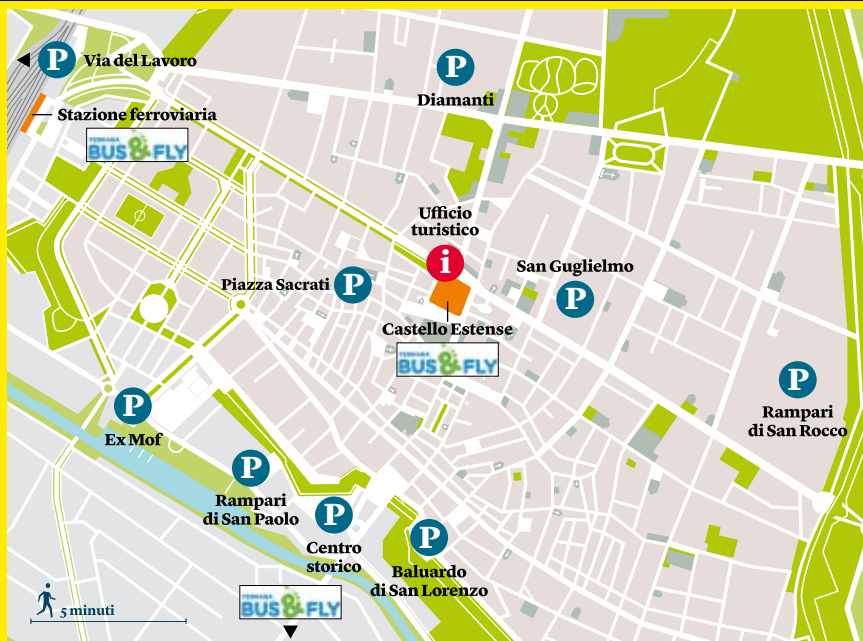 P Via del Lavoro
Stazione ferroviaria
FERRARA
BUS&FLY
P
Diamanti
Ufficio
turistico
i
Piazza Sacrati P
San Guglielmo
P
Castello Estense
FERRARA
BUS&FLY
P
Rampari
di San Rocco
P
Ex Mof
P
Rampari
di San Paolo
P
Centro
storico
P
Baluardo
di San Lorenzo
FERRARA
BUS&FLY
5 minuti